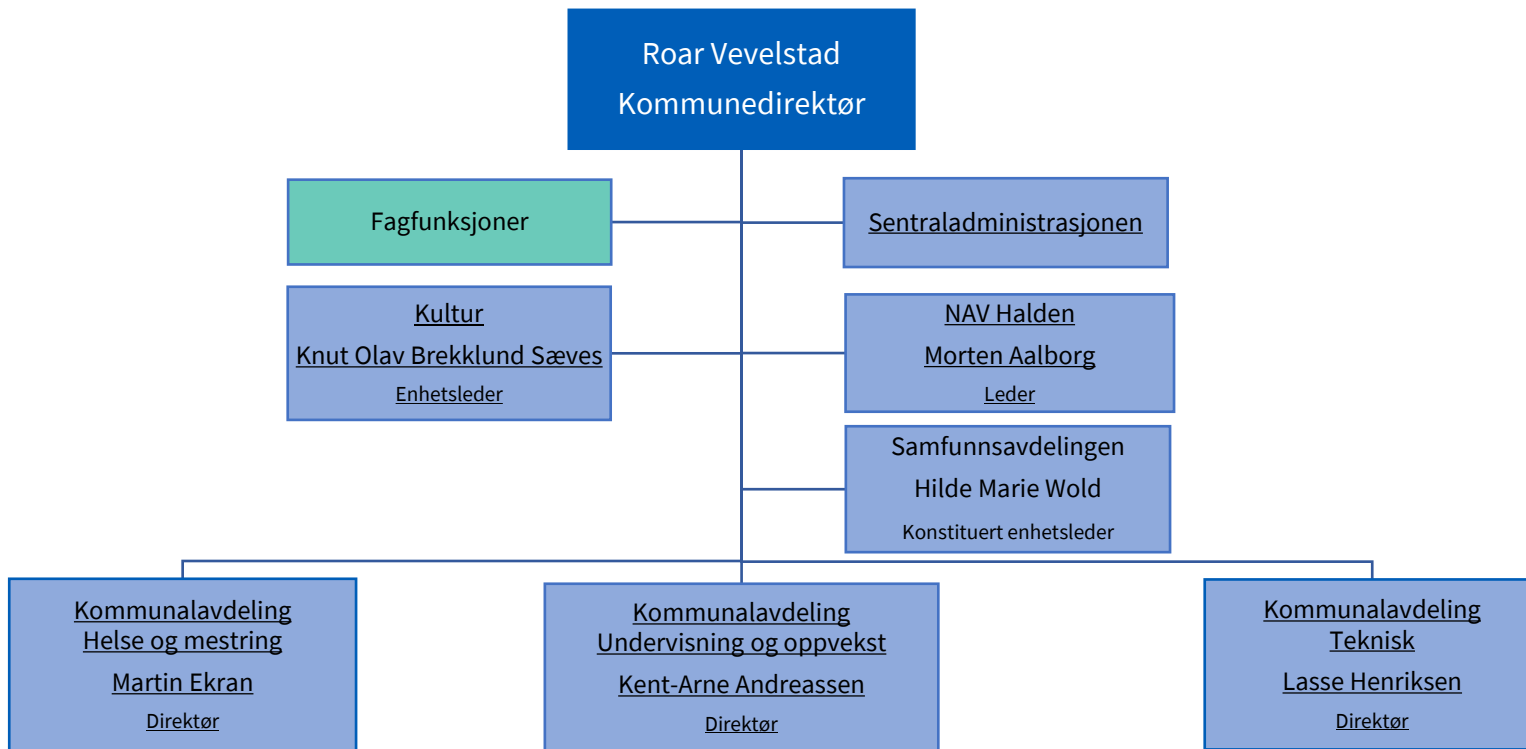 Roar Vevelstad
Kommunedirektør
Fagfunksjoner
Sentraladministrasjonen
Kultur
Knut Olav Brekklund Sæves
Enhetsleder
NAV Halden
Morten Aalborg
Leder
Samfunnsavdelingen
Hilde Marie Wold
Konstituert enhetsleder
Kommunalavdeling
Helse og mestring
Martin Ekran
Direktør
Kommunalavdeling
Undervisning og oppvekst
Kent-Arne Andreassen
Direktør
Kommunalavdeling
Teknisk
Lasse Henriksen
Direktør